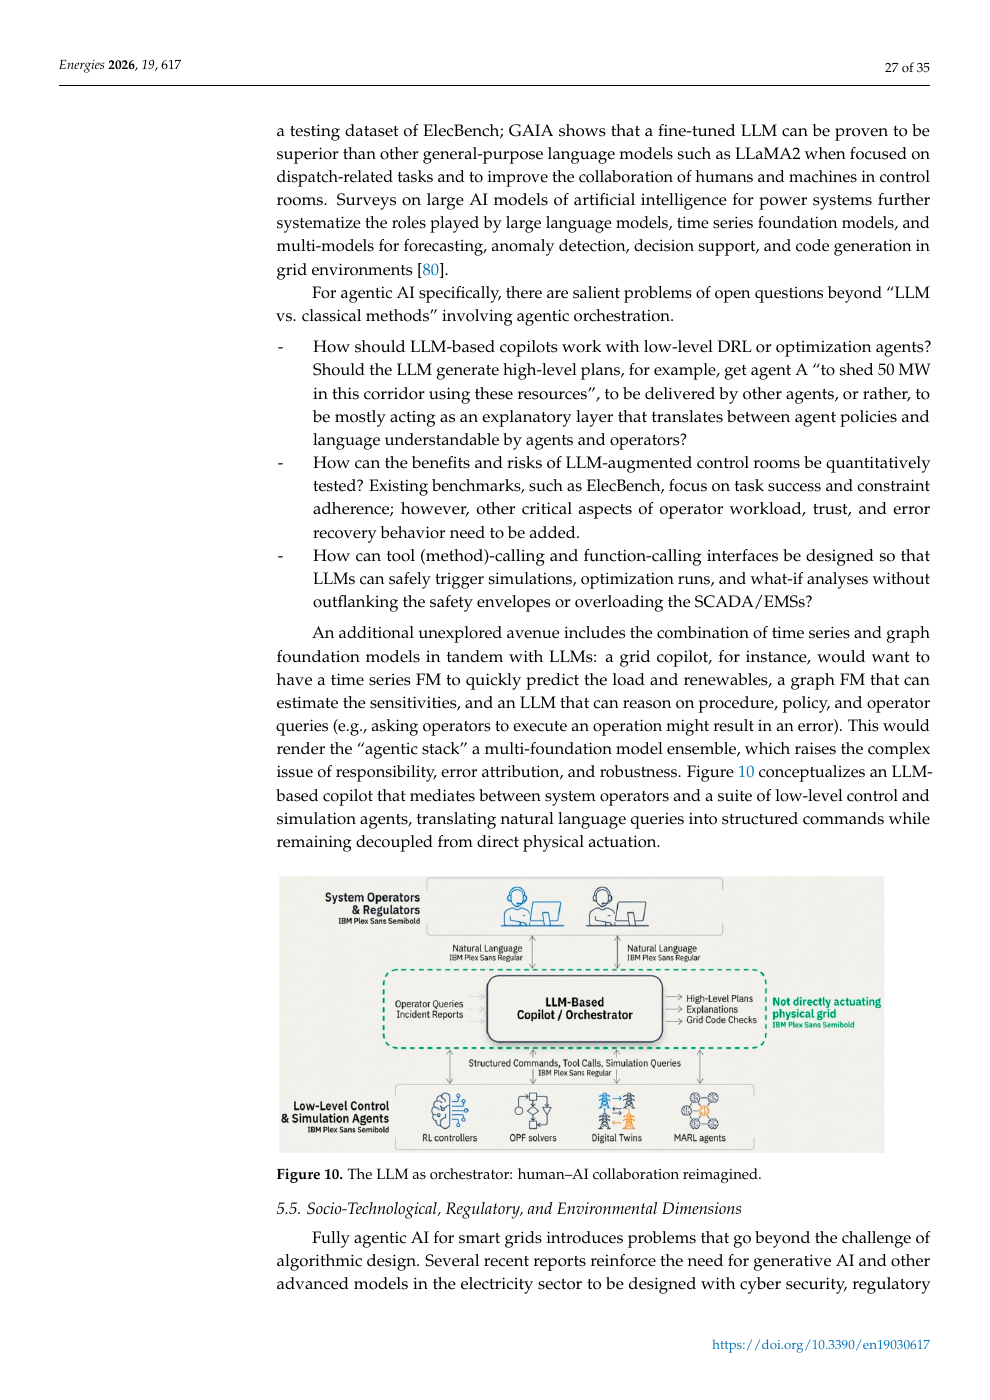 Energies 2026, 19, 617
27 of 35
a testing dataset of ElecBench; GAIA shows that a fine-tuned LLM can be proven to be
superior than other general-purpose language models such as LLaMA2 when focused on
dispatch-related tasks and to improve the collaboration of humans and machines in control
rooms. Surveys on large AI models of artificial intelligence for power systems further
systematize the roles played by large language models, time series foundation models, and
multi-models for forecasting, anomaly detection, decision support, and code generation in
grid environments [80].
For agentic AI specifically, there are salient problems of open questions beyond “LLM
vs. classical methods” involving agentic orchestration.
- How should LLM-based copilots work with low-level DRL or optimization agents?
Should the LLM generate high-level plans, for example, get agent A “to shed 50 MW
in this corridor using these resources”, to be delivered by other agents, or rather, to
be mostly acting as an explanatory layer that translates between agent policies and
language understandable by agents and operators?
- How can the benefits and risks of LLM-augmented control rooms be quantitatively
tested? Existing benchmarks, such as ElecBench, focus on task success and constraint
adherence; however, other critical aspects of operator workload, trust, and error
recovery behavior need to be added.
- How can tool (method)-calling and function-calling interfaces be designed so that
LLMs can safely trigger simulations, optimization runs, and what-if analyses without
outflanking the safety envelopes or overloading the SCADA/EMSs?
An additional unexplored avenue includes the combination of time series and graph
foundation models in tandem with LLMs: a grid copilot, for instance, would want to
have a time series FM to quickly predict the load and renewables, a graph FM that can
estimate the sensitivities, and an LLM that can reason on procedure, policy, and operator
queries (e.g., asking operators to execute an operation might result in an error). This would
render the “agentic stack” a multi-foundation model ensemble, which raises the complex
issue of responsibility, error attribution, and robustness. Figure 10 conceptualizes an LLM-
based copilot that mediates between system operators and a suite of low-level control and
simulation agents, translating natural language queries into structured commands while
remaining decoupled from direct physical actuation.
System Operators
& Regulators
IBM Plex Sans Semibold
Natural Language
IBM Plex Sans Regular
Natural Language
IBM Plex Sans Regular
Operator Queries
Incident Reports
LLM-Based
Copilot / Orchestrator
High-Level Plans
Explanations
Grid Code Checks
Not directly actuating
physical grid
IBM Plex Sans Semibold
Structured Commands, Tool Calls, Simulation Queries
IBM Plex Sans Regular
Low-Level Control
& Simulation Agents
IBM Plex Sans Semibold
RL controllers
OPF solvers
Digital Twins
MARL agents
Figure 10. The LLM as orchestrator: human–AI collaboration reimagined.
5.5. Socio-Technological, Regulatory, and Environmental Dimensions
Fully agentic AI for smart grids introduces problems that go beyond the challenge of
algorithmic design. Several recent reports reinforce the need for generative AI and other
advanced models in the electricity sector to be designed with cyber security, regulatory
https://doi.org/10.3390/en19030617